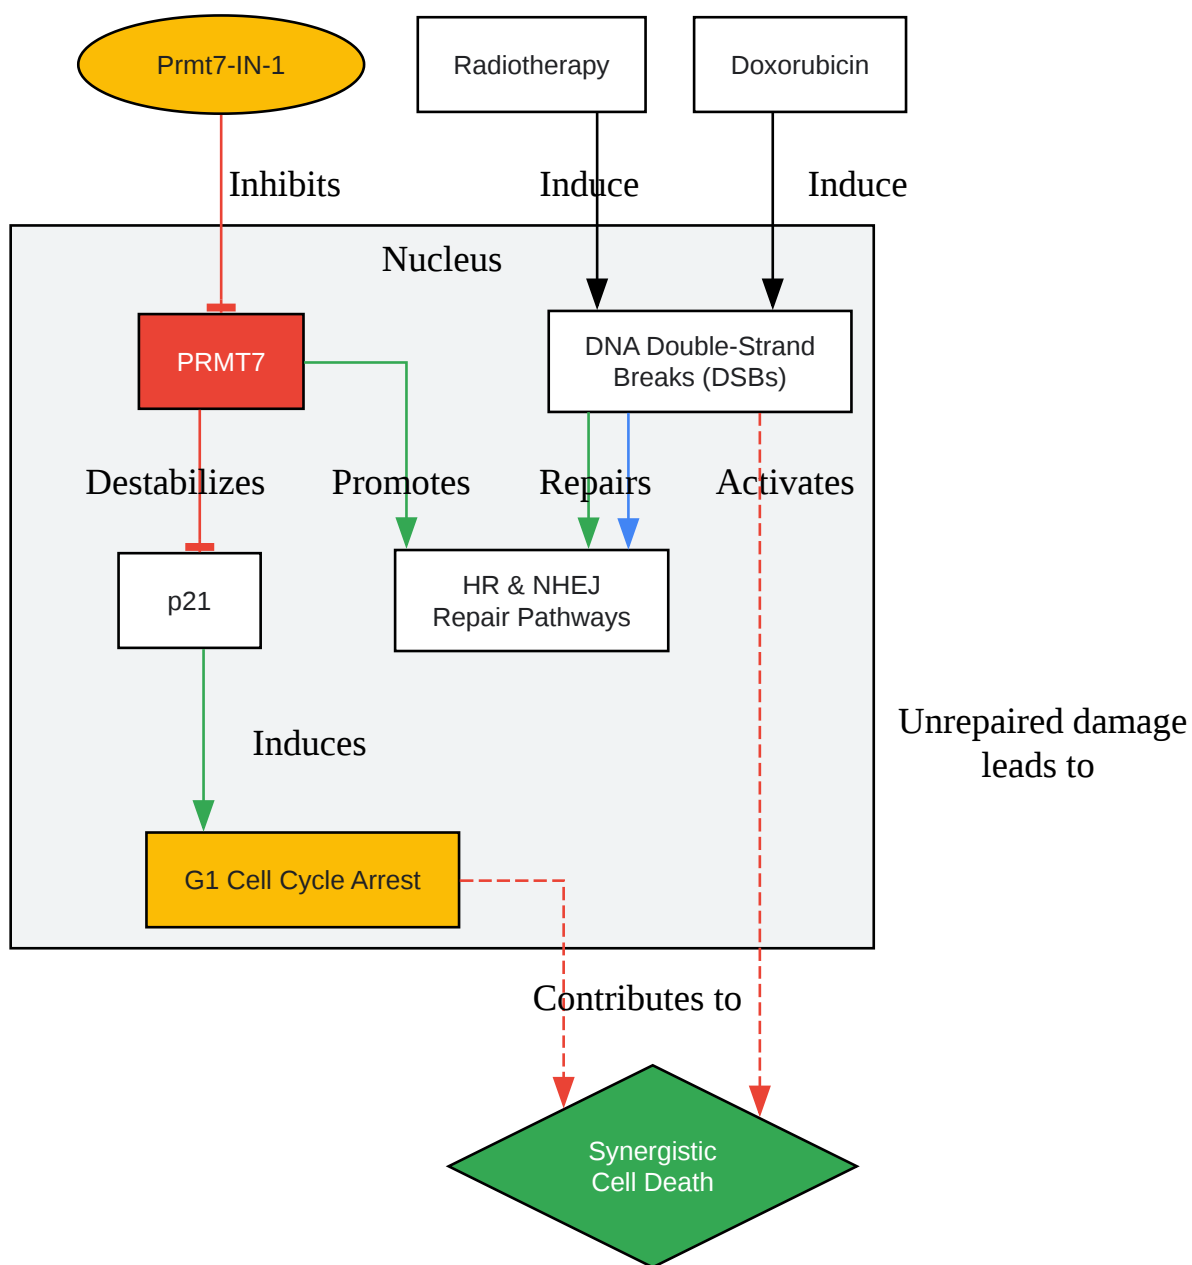 Prmt7-IN-1
Radiotherapy
Doxorubicin
Inhibits
Induce
Induce
Nucleus
PRMT7
DNA Double-Strand
Breaks (DSBs)
Destabilizes
Promotes
Repairs
Activates
p21
HR & NHEJ
Repair Pathways
Induces
Unrepaired damage
leads to
G1 Cell Cycle Arrest
Contributes to
Synergistic
Cell Death